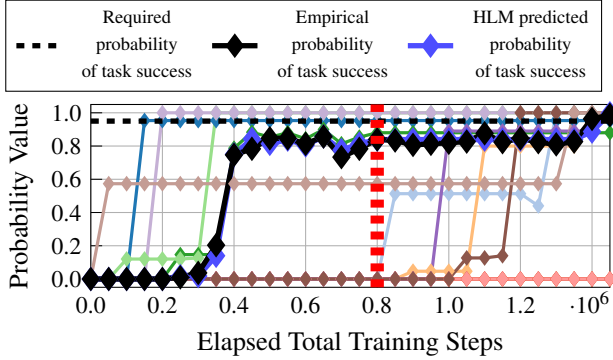 Required probability of task success
Empirical probability of task success
HLM predicted probability of task success
Probability Value
1.0
0.8
0.6
0.4
0.2
0.0
0.0 0.2 0.4 0.6 0.8 1.0 1.2 ·10⁶
Elapsed Total Training Steps